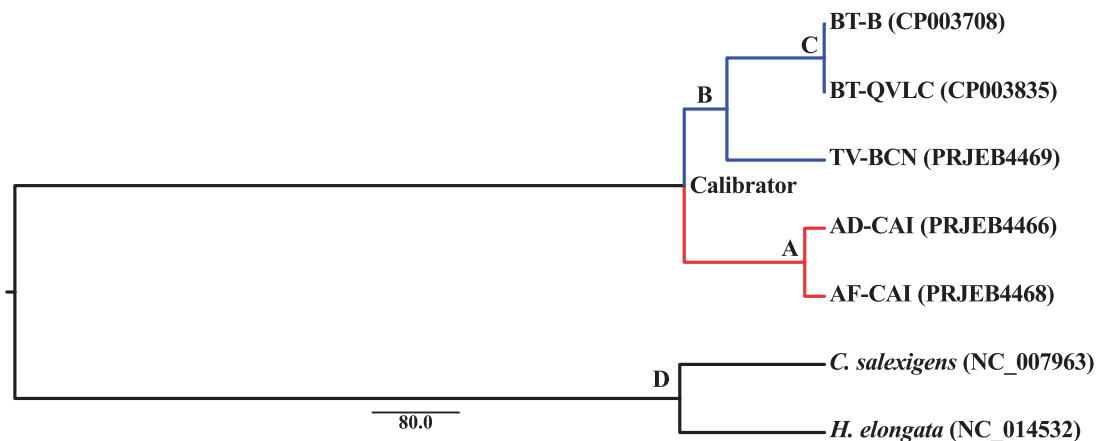 BT-B (CP003708)
C
BT-QVLC (CP003835)
B
TV-BCN (PRJEB4469)
Calibrator
AD-CAI (PRJEB4466)
A
AF-CAI (PRJEB4468)
C. salexigens (NC_007963)
D
80.0
H. elongata (NC_014532)